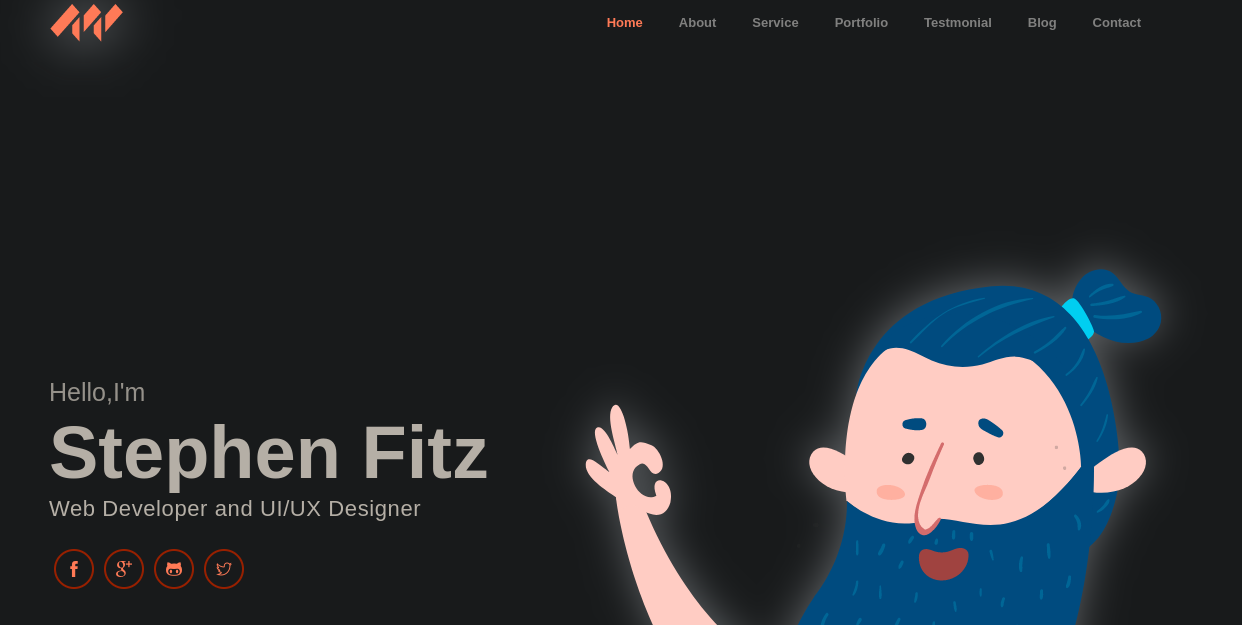 Home About Service Portfolio Testmonial Blog Contact
Hello,I'm
Stephen Fitz
Web Developer and UI/UX Designer